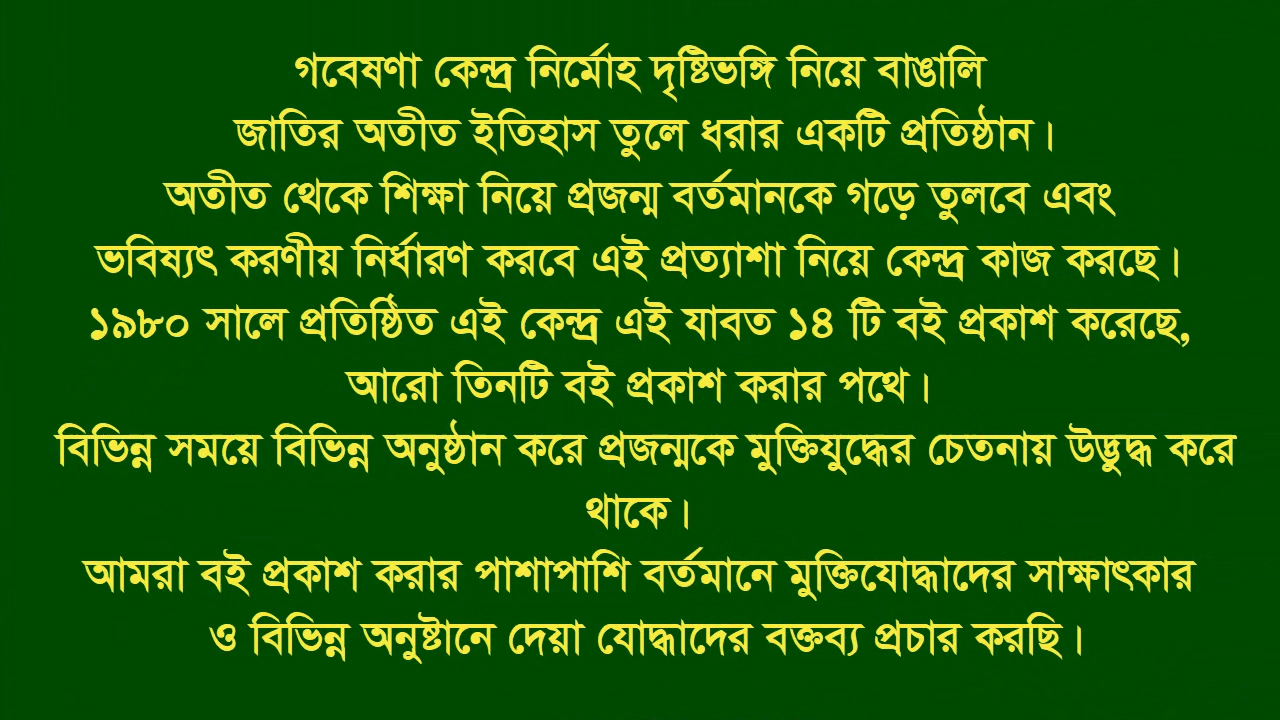 গবেষণা কেন্দ্র নির্মোহ দৃষ্টিভঙ্গি নিয়ে বাঙালি
জাতির অতীত ইতিহাস তুলে ধরার একটি প্রতিষ্ঠান।
অতীত থেকে শিক্ষা নিয়ে প্রজন্ম বর্তমানকে গড়ে তুলবে এবং
ভবিষ্যৎ করণীয় নির্ধারণ করবে এই প্রত্যাশা নিয়ে কেন্দ্র কাজ করছে।
১৯৮০ সালে প্রতিষ্ঠিত এই কেন্দ্র এই যাবত ১৪ টি বই প্রকাশ করেছে,
আরো তিনটি বই প্রকাশ করার পথে।
বিভিন্ন সময়ে বিভিন্ন অনুষ্ঠান করে প্রজন্মকে মুক্তিযুদ্ধের চেতনায় উদ্ভুদ্ধ করে
থাকে।
আমরা বই প্রকাশ করার পাশাপাশি বর্তমানে মুক্তিযোদ্ধাদের সাক্ষাৎকার
ও বিভিন্ন অনুষ্টানে দেয়া যোদ্ধাদের বক্তব্য প্রচার করছি।